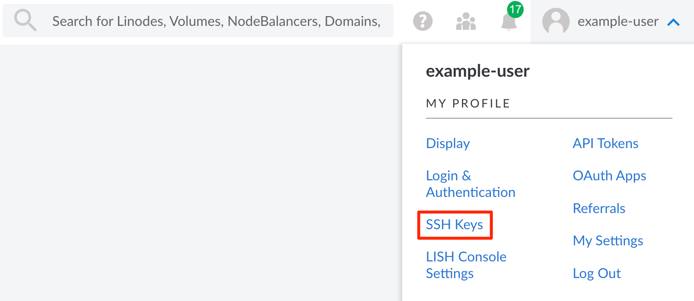 Search for Linodes, Volumes, NodeBalancers, Domains,
17
example-user
example-user
MY PROFILE
Display
API Tokens
Login &
Authentication
OAuth Apps
SSH Keys
Referrals
LISH Console
Settings
My Settings
Log Out